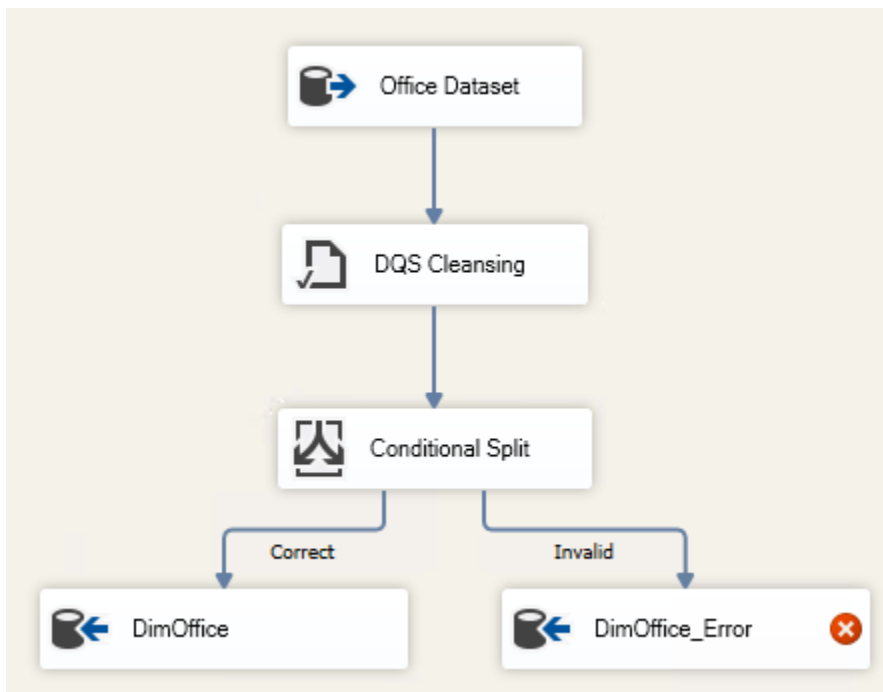 Office Dataset
DQS Cleansing
Conditional Split
Correct
Invalid
DimOffice
DimOffice_Error